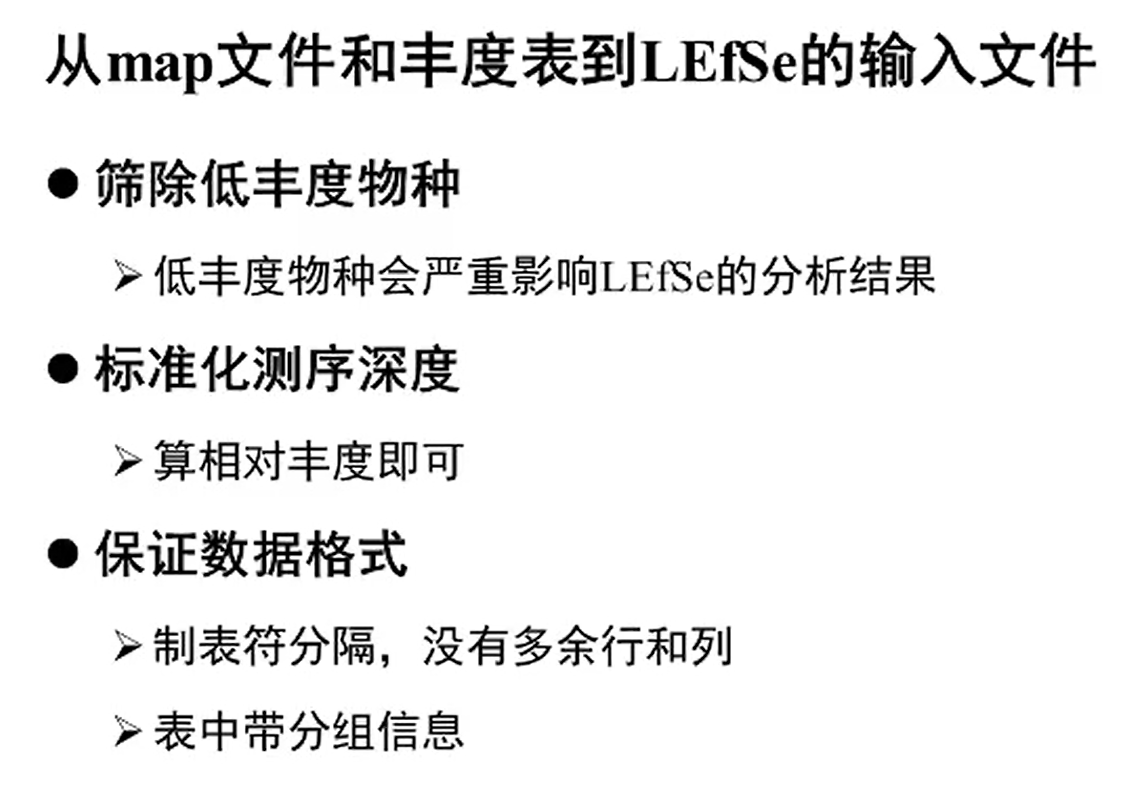 从map文件和丰度表到LEfSe的输入文件
● 筛除低丰度物种
➢ 低丰度物种会严重影响LEfSe的分析结果
● 标准化测序深度
➢ 算相对丰度即可
● 保证数据格式
➢ 制表符分隔，没有多余行和列
➢ 表中带分组信息